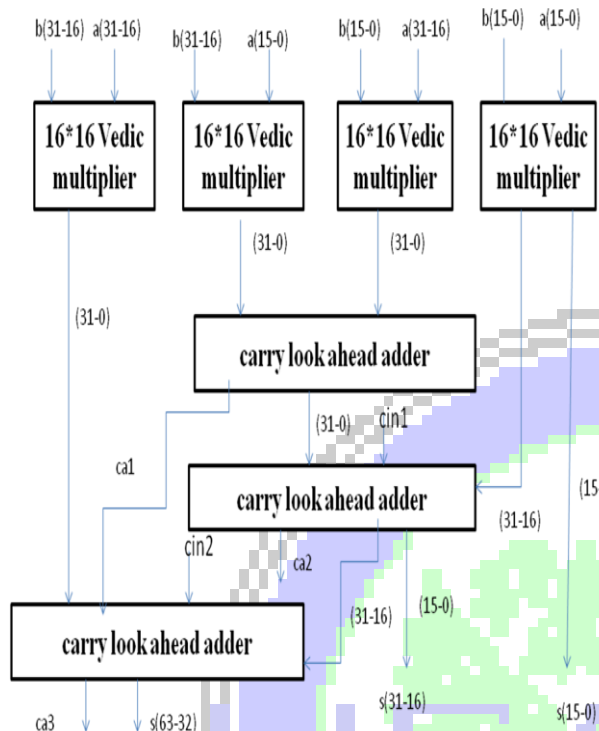 b(31-16) a(31-16) b(31-16) a(15-0) b(15-0) a(31-16) b(15-0) a(15-0)
16*16 Vedic multiplier
16*16 Vedic multiplier
16*16 Vedic multiplier
16*16 Vedic multiplier
(31-0)
(31-0)
(31-0)
carry look ahead adder
(31-0)
cin1
ca1
carry look ahead adder
(15-
(31-16)
cin2
ca2
(31-16)
(15-0)
carry look ahead adder
s(31-16)
s(15-0)
ca3
s(63-32)